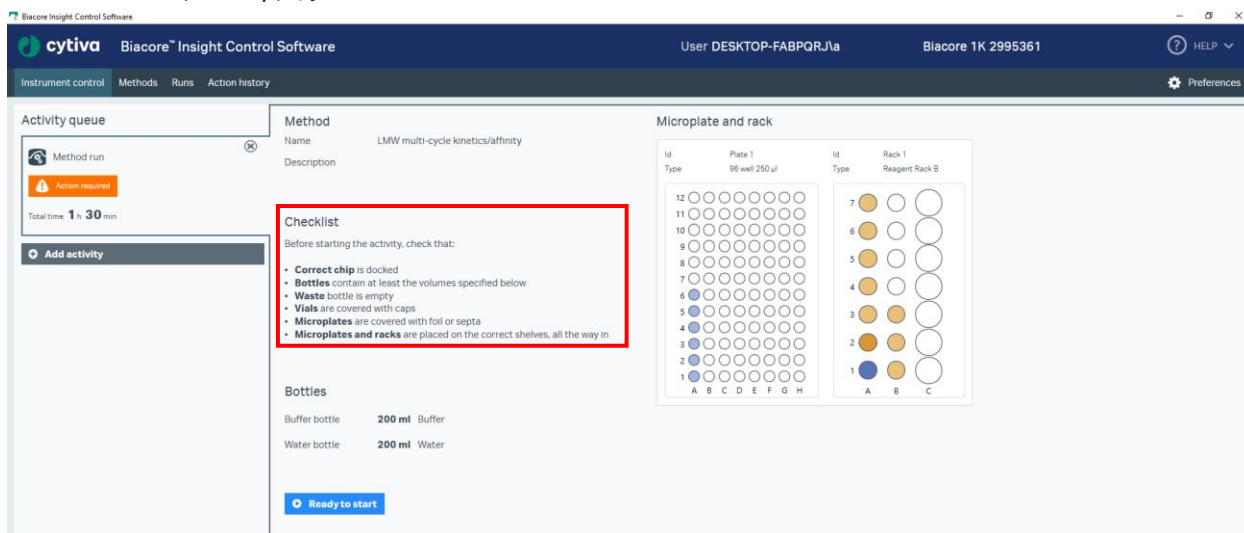 Biacore Insight Control Software
cytiva Biacore™ Insight Control Software User DESKTOP-FABPQRJ\a Biacore 1K 2995361 ? HELP
Instrument control Methods Runs Action history Preferences
Activity queue
Method run
Action required
Total time 1 h 30 min
Add activity
Method
Name LMW multi-cycle kinetics/affinity
Description
Checklist
Before starting the activity, check that:
• Correct chip is docked
• Bottles contain at least the volumes specified below
• Waste bottle is empty
• Vials are covered with caps
• Microplates are covered with foil or septa
• Microplates and racks are placed on the correct shelves, all the way in
Bottles
Buffer bottle 200 ml Buffer
Water bottle 200 ml Water
Ready to start
Microplate and rack
Id Plate 1
Type 96 well 250 µl
12
11
10
9
8
7
6
5
4
3
2
1
A B C D E F G H
Id Rack 1
Type Reagent Rack B
7
6
5
4
3
2
1
A B C